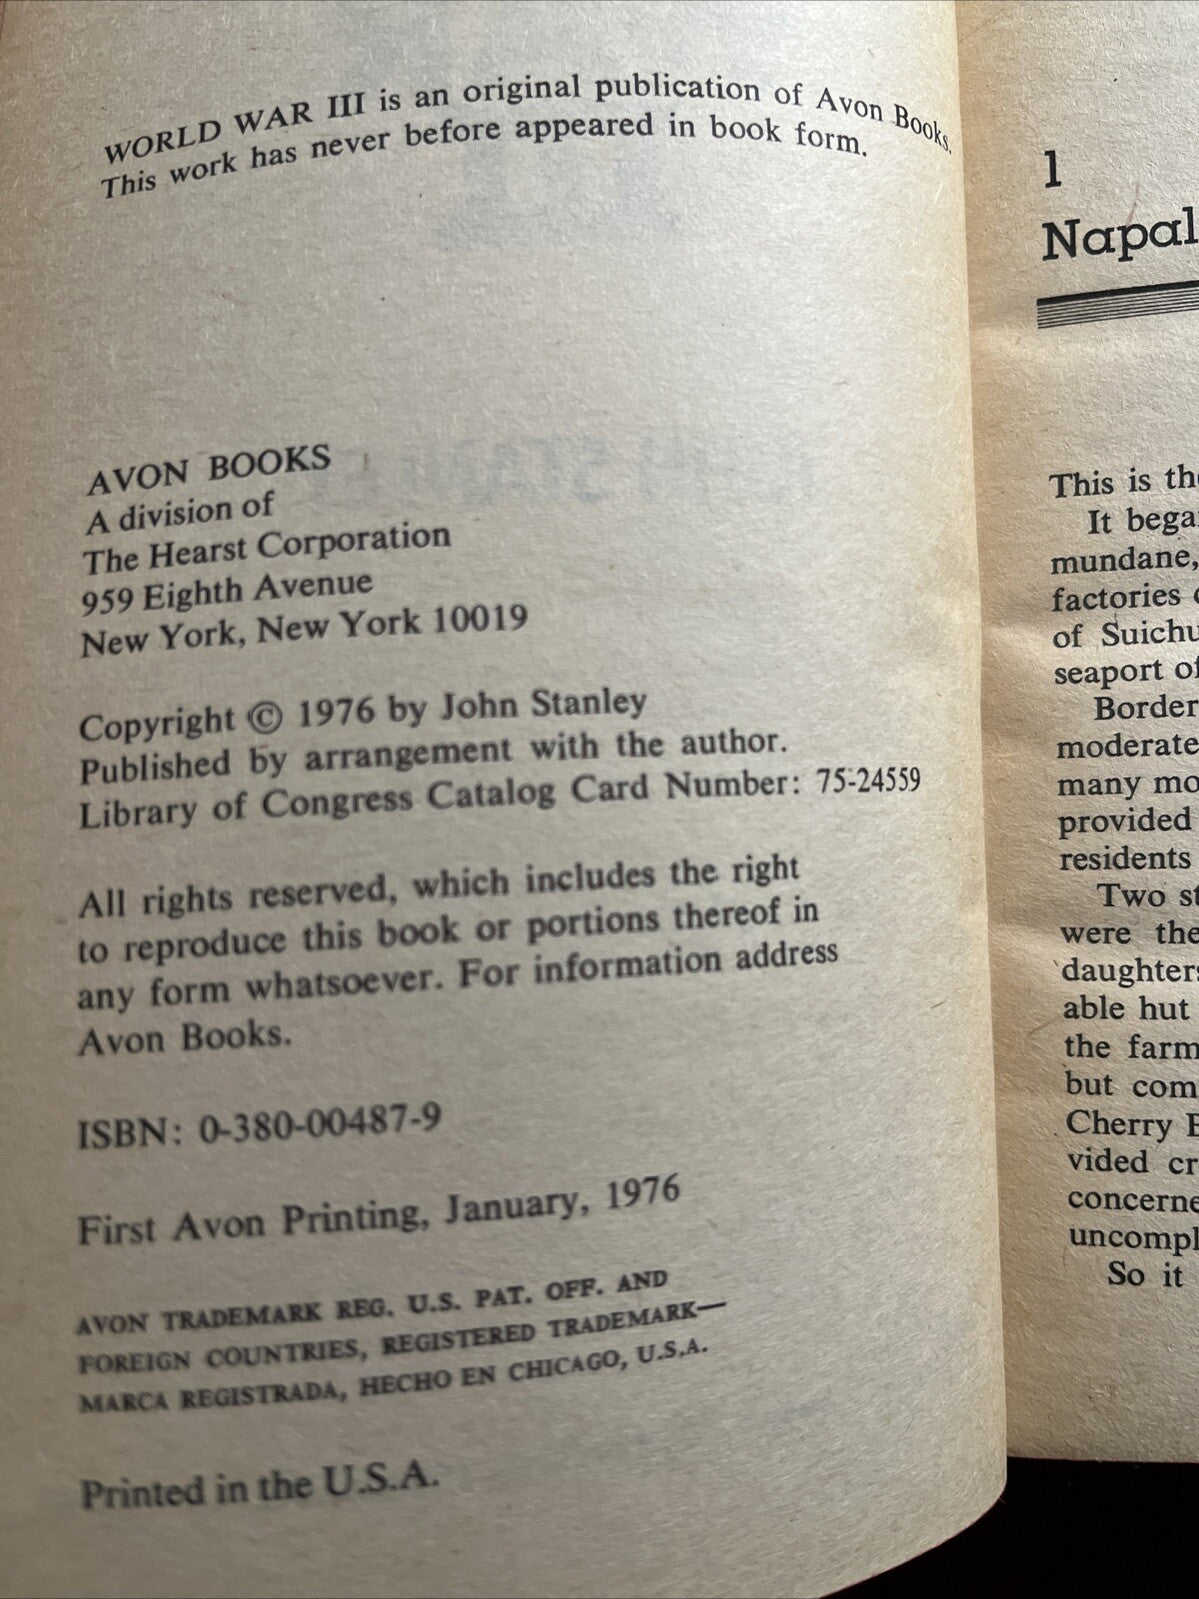 WORLD WAR III is an original publication of Avon Books.
This work has never before appeared in book form.
AVON BOOKS
A division of
The Hearst Corporation
959 Eighth Avenue
New York, New York 10019
Copyright © 1976 by John Stanley
Published by arrangement with the author.
Library of Congress Catalog Card Number: 75-24559
All rights reserved, which includes the right
to reproduce this book or portions thereof in
any form whatsoever. For information address
Avon Books.
ISBN: 0-380-00487-9
First Avon Printing, January, 1976
AVON TRADEMARK REG. U.S. PAT. OFF. AND
FOREIGN COUNTRIES, REGISTERED TRADEMARK—
MARCA REGISTRADA, HECHO EN CHICAGO, U.S.A.
Printed in the U.S.A.
1
Napal
This is the
It bega
mundane,
factories
of Suichu
seaport of
Border
moderate
many mo
provided
residents
Two st
were the
daughters
able hut
the farm
but com
Cherry
vided cr
concerne
uncompl
So it